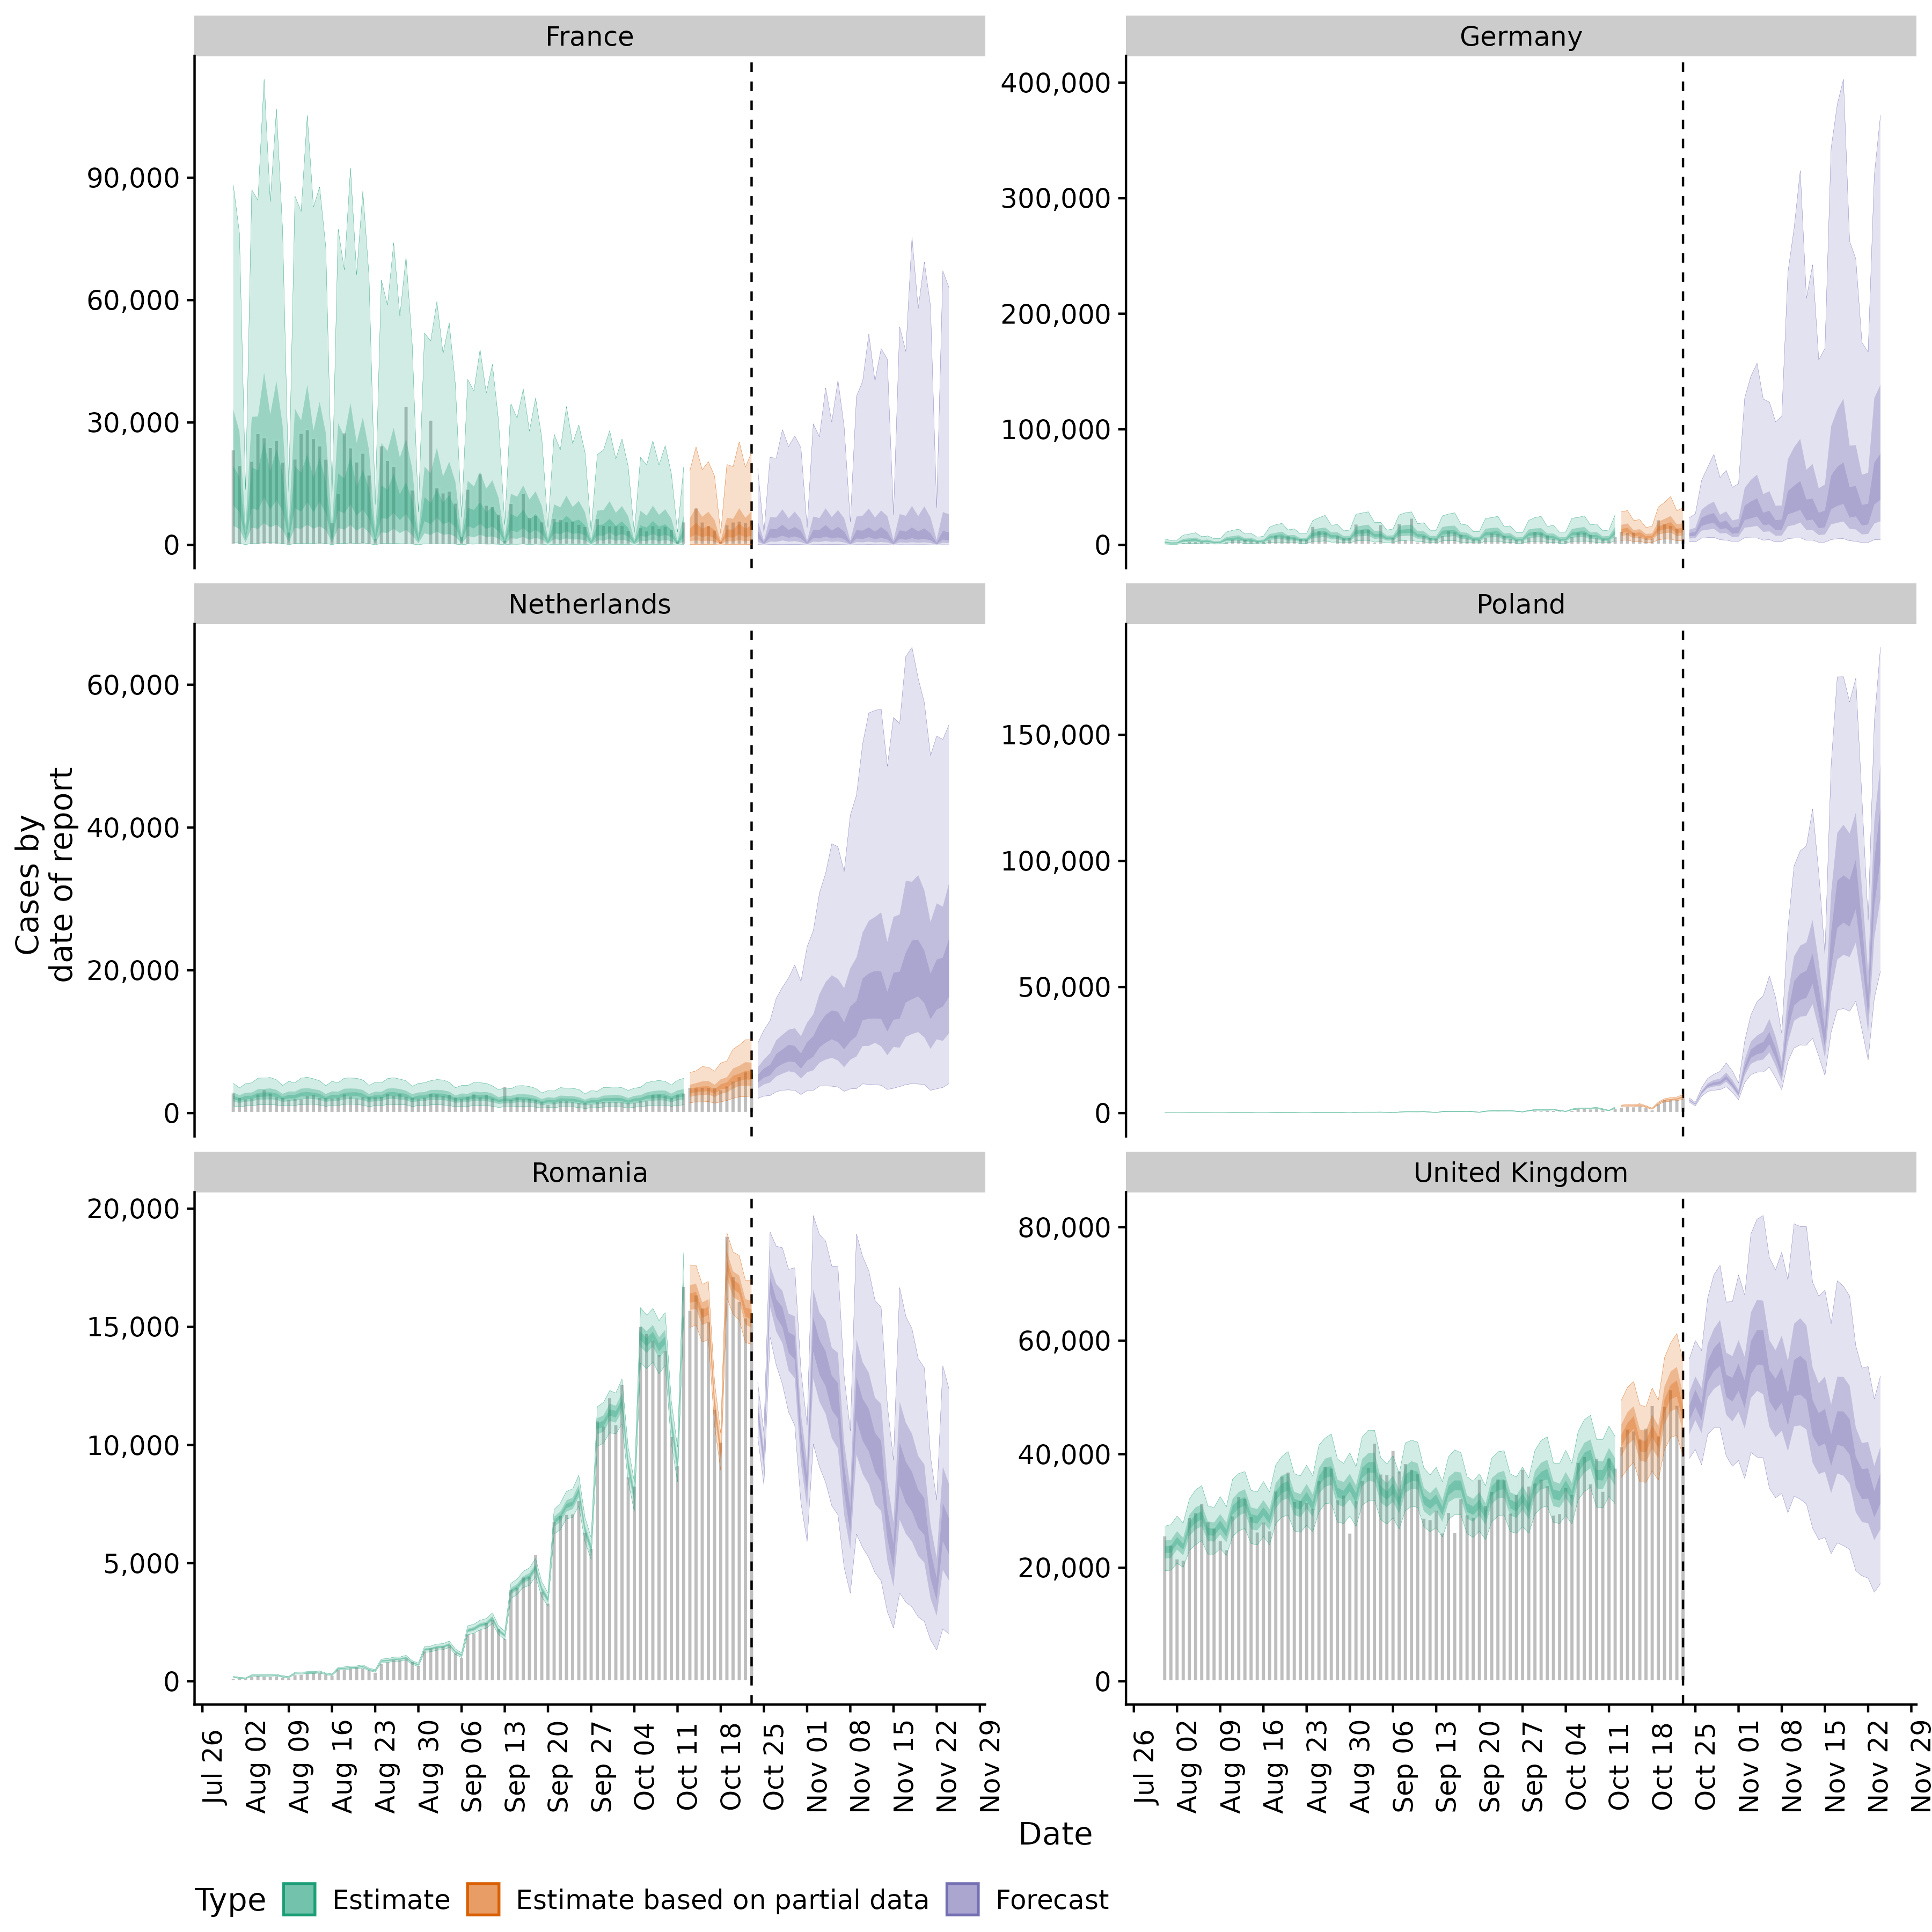 France
Germany
90,000
60,000
30,000
0
400,000
300,000
200,000
100,000
0
Netherlands
Poland
60,000
40,000
20,000
0
150,000
100,000
50,000
0
Cases by
date of report
Romania
United Kingdom
20,000
15,000
10,000
5,000
0
80,000
60,000
40,000
20,000
0
Jul 26
Aug 02
Aug 09
Aug 16
Aug 23
Aug 30
Sep 06
Sep 13
Sep 20
Sep 27
Oct 04
Oct 11
Oct 18
Oct 25
Nov 01
Nov 08
Nov 15
Nov 22
Nov 29
Jul 26
Aug 02
Aug 09
Aug 16
Aug 23
Aug 30
Sep 06
Sep 13
Sep 20
Sep 27
Oct 04
Oct 11
Oct 18
Oct 25
Nov 01
Nov 08
Nov 15
Nov 22
Nov 29
Date
Type Estimate Estimate based on partial data Forecast